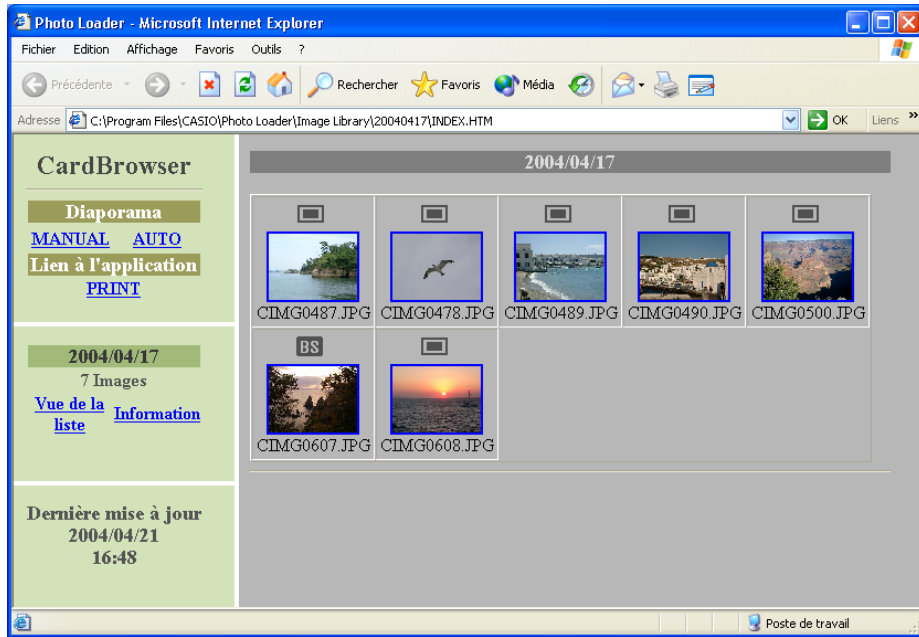 Photo Loader - Microsoft Internet Explorer
Fichier Edition Affichage Favoris Outils ?
Précédente Rechercher Favoris Média
Adresse C:\Program Files\CASIO\Photo Loader\Image Library\20040417\INDEX.HTM OK Liens »
CardBrowser
Diaporama
MANUAL AUTO
Lien à l'application
PRINT
2004/04/17
7 Images
Vue de la liste
Information
Dernière mise à jour
2004/04/21
16:48
2004/04/17
CIMG0487.JPG CIMG0478.JPG CIMG0489.JPG CIMG0490.JPG CIMG0500.JPG
BS
CIMG0607.JPG CIMG0608.JPG
Poste de travail